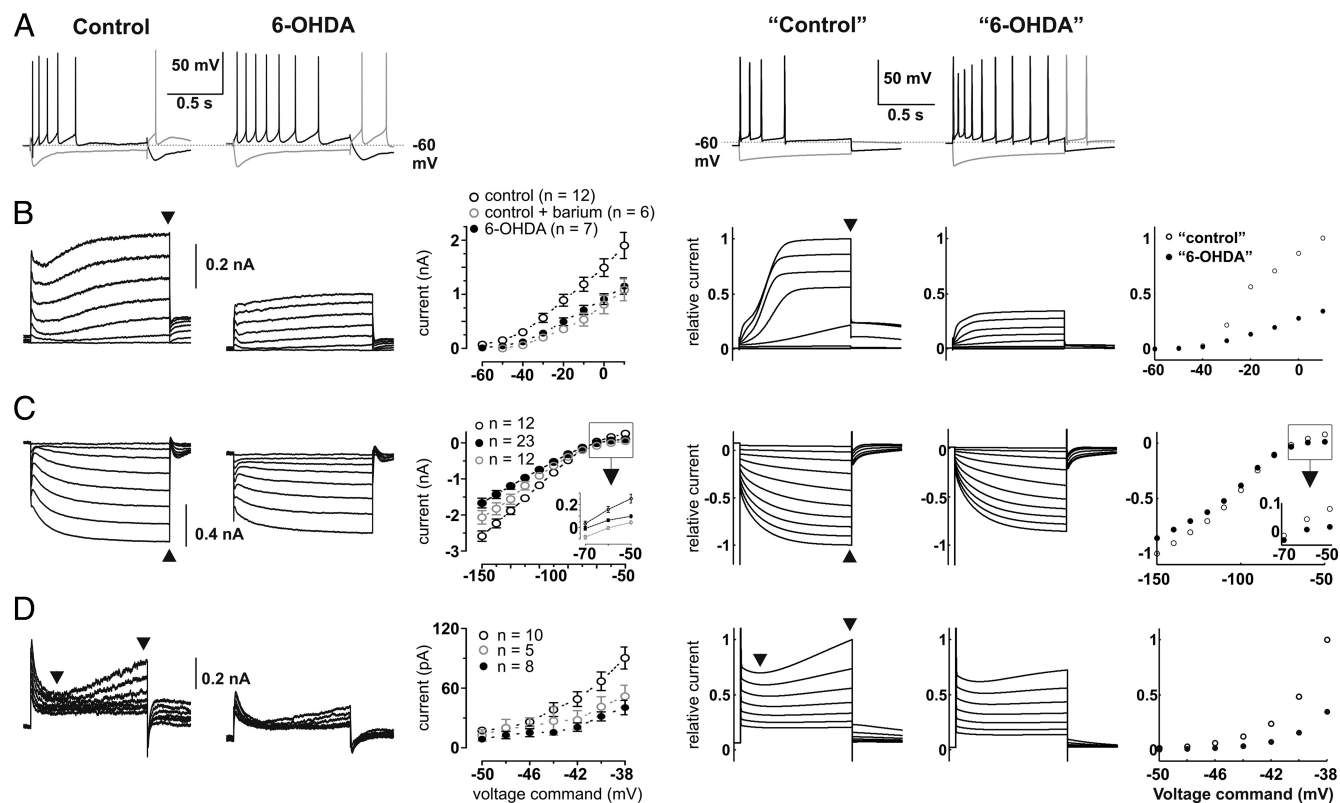 A
Control
6-OHDA
50 mV
0.5 s
-60
mV
“Control”
“6-OHDA”
50 mV
0.5 s
-60
mV
B
0.2 nA
control (n = 12)
control + barium (n = 6)
6-OHDA (n = 7)
current (nA)
2
1
0
-60
-40
-20
0
relative current
1
0.5
0
1
0.5
0
“control”
“6-OHDA”
1
0.5
0
-60
-40
-20
0
C
0.4 nA
n = 12
n = 23
n = 12
current (nA)
0
-1
-2
-3
-150
-100
-50
0.2
0
-70
-50
relative current
0
-0.5
-1
0
-0.5
-1
0
-0.5
-1
-150
-100
-50
0.1
0
-70
-50
D
0.2 nA
n = 10
n = 5
n = 8
current (pA)
120
60
0
-50
-46
-42
-38
voltage command (mV)
relative current
1
0.5
0
1
0.5
0
1
0.5
0
-50
-46
-42
-38
Voltage command (mV)